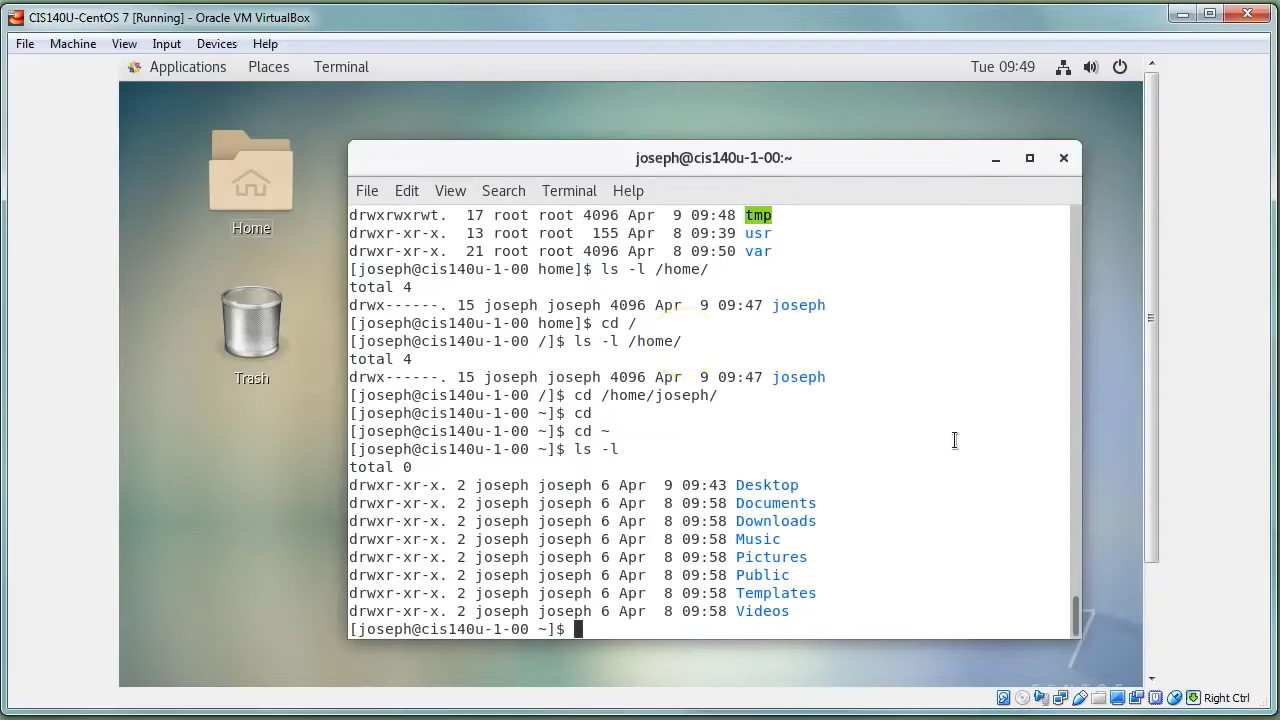 CIS140U-CentOS 7 [Running] - Oracle VM VirtualBox
File Machine View Input Devices Help
Applications Places Terminal Tue 09:49
Home
Trash
joseph@cis140u-1-00:~
File Edit View Search Terminal Help
drwxrwxrwt. 17 root root 4096 Apr 9 09:48 tmp
drwxr-xr-x. 13 root root 155 Apr 8 09:39 usr
drwxr-xr-x. 21 root root 4096 Apr 8 09:50 var
[joseph@cis140u-1-00 home]$ ls -l /home/
total 4
drwx------. 15 joseph joseph 4096 Apr 9 09:47 joseph
[joseph@cis140u-1-00 home]$ cd /
[joseph@cis140u-1-00 /]$ ls -l /home/
total 4
drwx------. 15 joseph joseph 4096 Apr 9 09:47 joseph
[joseph@cis140u-1-00 /]$ cd /home/joseph/
[joseph@cis140u-1-00 ~]$ cd
[joseph@cis140u-1-00 ~]$ cd ~
[joseph@cis140u-1-00 ~]$ ls -l
total 0
drwxr-xr-x. 2 joseph joseph 6 Apr 9 09:43 Desktop
drwxr-xr-x. 2 joseph joseph 6 Apr 8 09:58 Documents
drwxr-xr-x. 2 joseph joseph 6 Apr 8 09:58 Downloads
drwxr-xr-x. 2 joseph joseph 6 Apr 8 09:58 Music
drwxr-xr-x. 2 joseph joseph 6 Apr 8 09:58 Pictures
drwxr-xr-x. 2 joseph joseph 6 Apr 8 09:58 Public
drwxr-xr-x. 2 joseph joseph 6 Apr 8 09:58 Templates
drwxr-xr-x. 2 joseph joseph 6 Apr 8 09:58 Videos
[joseph@cis140u-1-00 ~]$
7
Right Ctrl